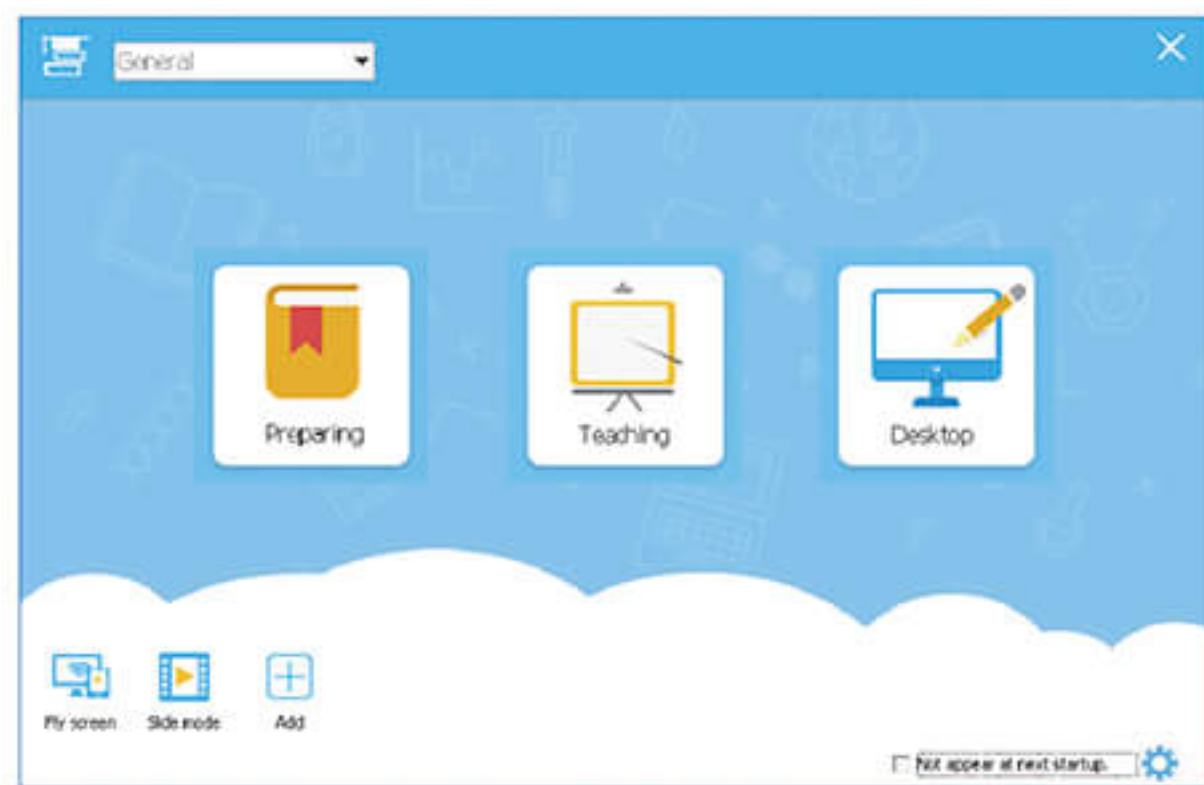 General
Preparing
Teaching
Desktop
Fly screen
Slide mode
Add
Not appear at next startup.